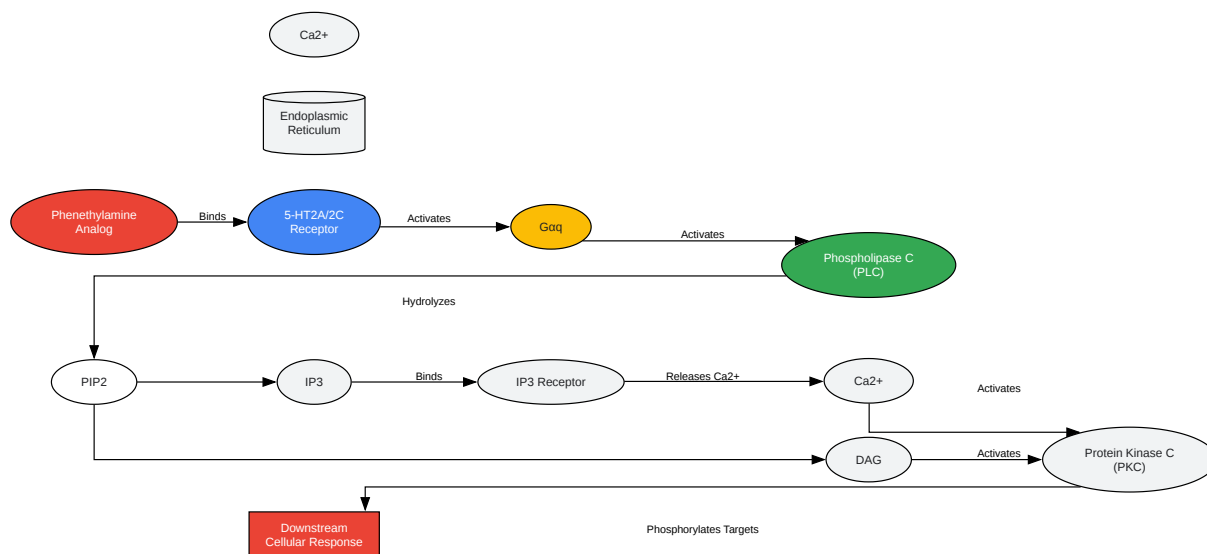 Ca2+
Endoplasmic
Reticulum
Phenethylamine
Analog
Binds
5-HT2A/2C
Receptor
Activates
Gαq
Activates
Phospholipase C
(PLC)
Hydrolyzes
PIP2
IP3
Binds
IP3 Receptor
Releases Ca2+
Ca2+
Activates
DAG
Activates
Protein Kinase C
(PKC)
Downstream
Cellular Response
Phosphorylates Targets